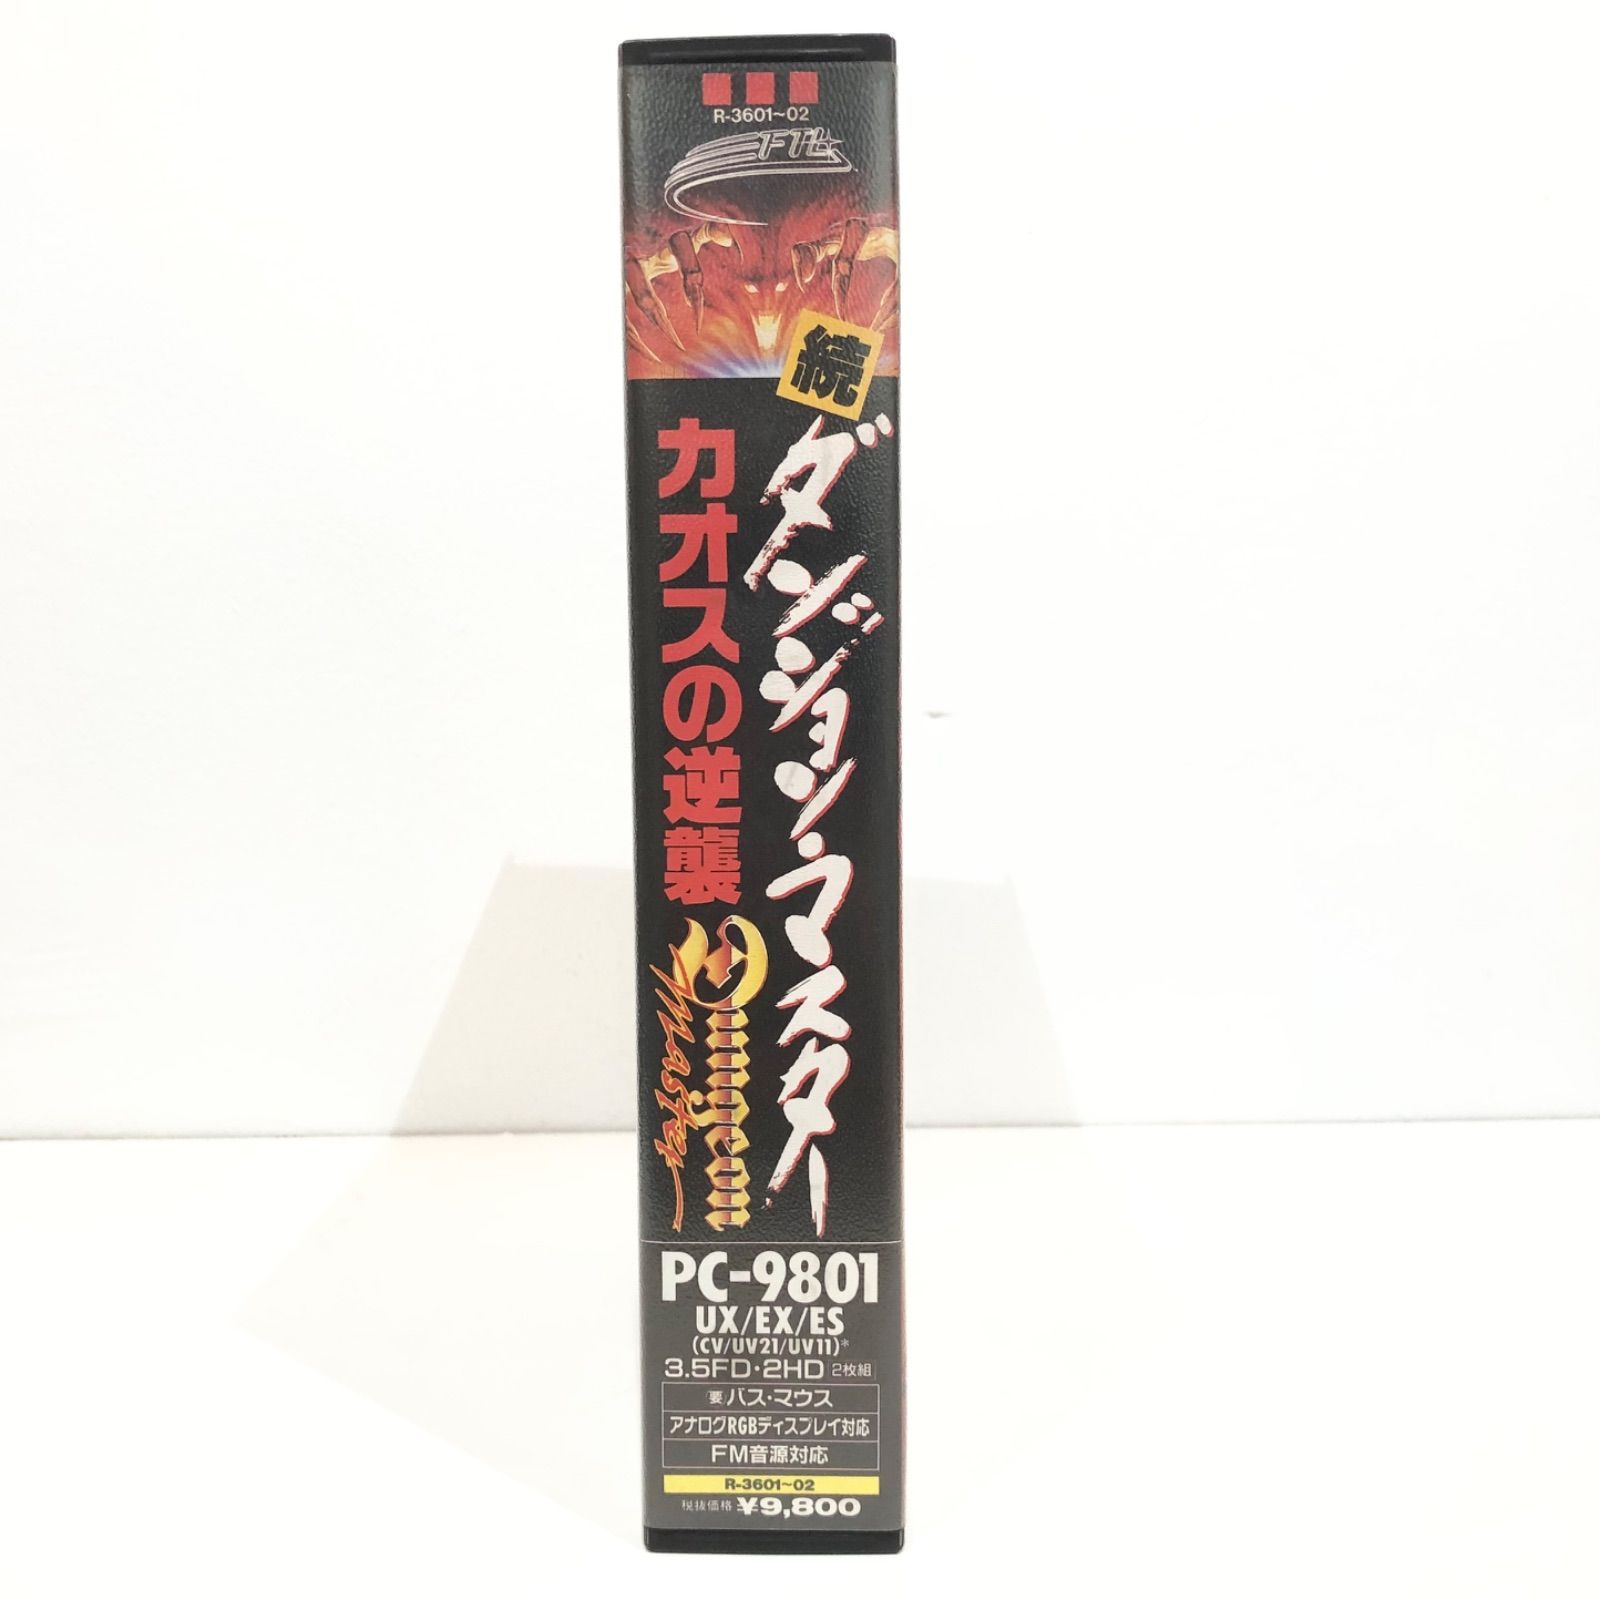 R-3601~02
FTL
続
ダンジョン・マスター
カオスの逆襲
Dungeon
Master
PC-9801
UX/EX/ES
(CV/UV21/UV11)*
3.5FD・2HD 2枚組
要 バス・マウス
アナログRGBディスプレイ対応
FM音源対応
R-3601~02
税抜価格 ¥9,800